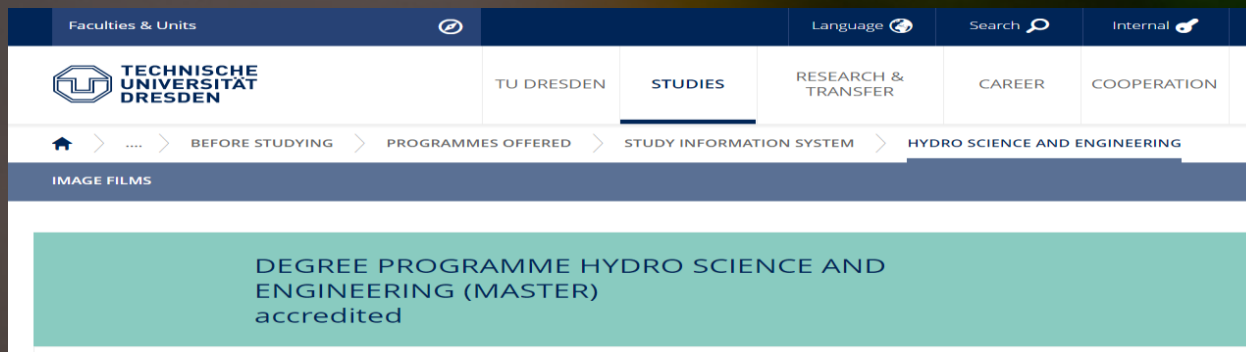 Faculties & Units
Language
Search
Internal
TECHNISCHE
UNIVERSITÄT
DRESDEN
TU DRESDEN
STUDIES
RESEARCH &
TRANSFER
CAREER
COOPERATION
.... BEFORE STUDYING PROGRAMMES OFFERED STUDY INFORMATION SYSTEM HYDRO SCIENCE AND ENGINEERING
IMAGE FILMS
DEGREE PROGRAMME HYDRO SCIENCE AND
ENGINEERING (MASTER)
accredited